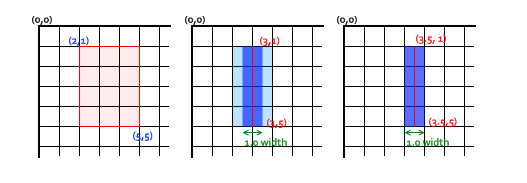 (0,0) (0,0) (0,0)
(2,1) (3,1) (3.5, 1)
(5,5) (3,5) (3.5,5)
1.0 width 1.0 width